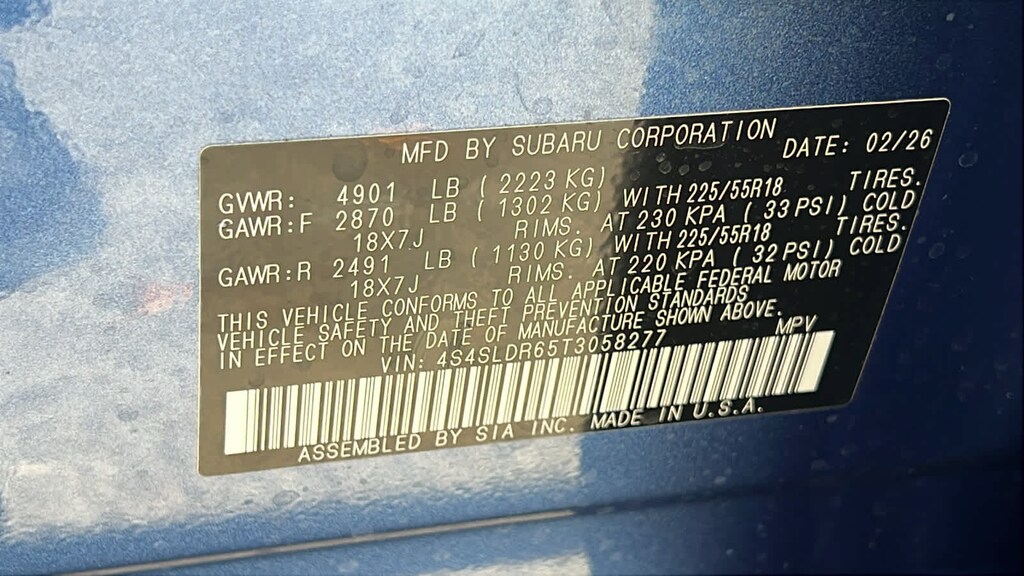 MFD BY SUBARU CORPORATION DATE: 02/26
GVWR: 4901 LB ( 2223 KG)
GAWR:F 2870 LB ( 1302 KG) WITH 225/55R18 TIRES.
18X7J RIMS. AT 230 KPA ( 33 PSI) COLD
GAWR:R 2491 LB ( 1130 KG) WITH 225/55R18 TIRES.
18X7J RIMS. AT 220 KPA ( 32 PSI) COLD
THIS VEHICLE CONFORMS TO ALL APPLICABLE FEDERAL MOTOR
VEHICLE SAFETY AND THEFT PREVENTION STANDARDS
IN EFFECT ON THE DATE OF MANUFACTURE SHOWN ABOVE.
VIN: 4S4SLDR65T3058277 MPV
ASSEMBLED BY SIA INC. MADE IN U.S.A.